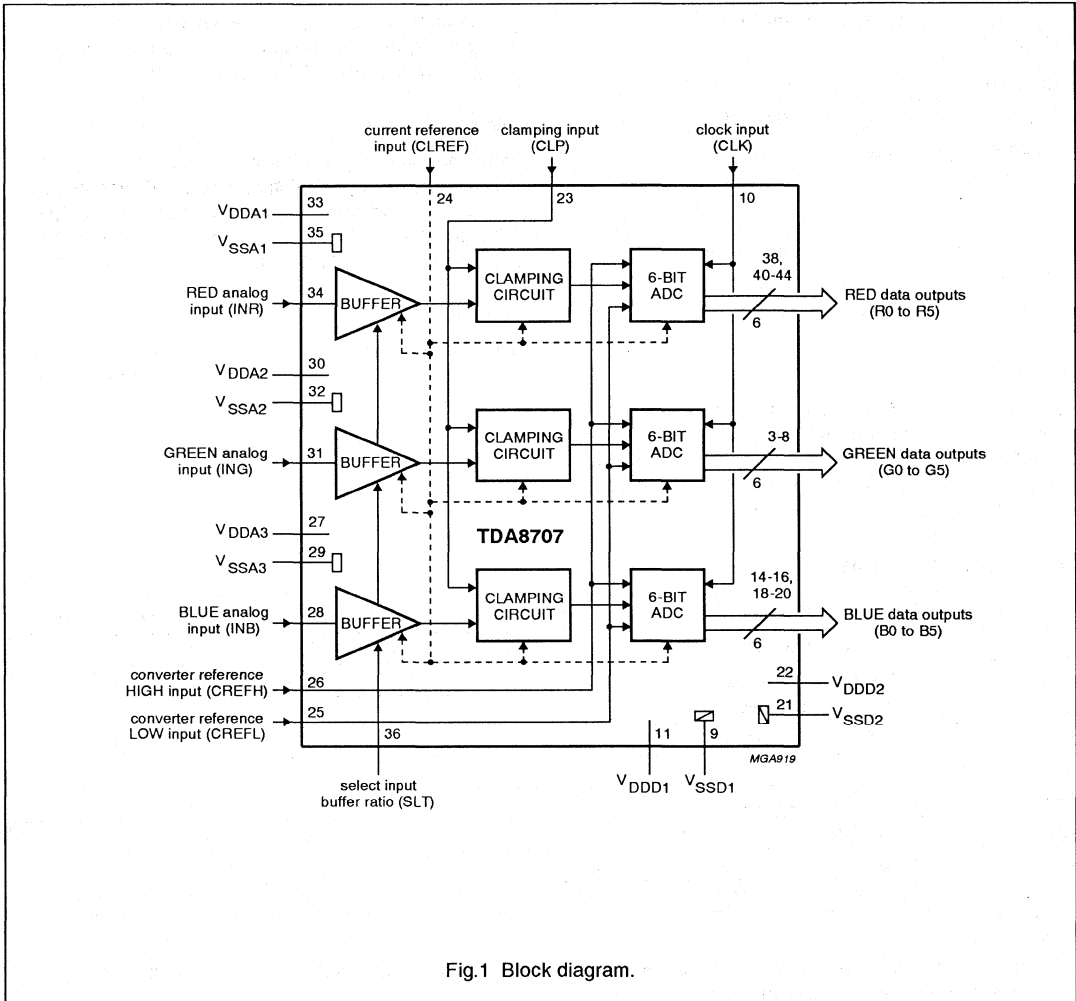 current reference
input (CLREF)
clamping input
(CLP)
clock input
(CLK)
24
23
10
VDDA1
33
VSSA1
35
RED analog
input (INR)
34
BUFFER
CLAMPING
CIRCUIT
6-BIT
ADC
38,
40-44
6
RED data outputs
(R0 to R5)
VDDA2
30
VSSA2
32
GREEN analog
input (ING)
31
BUFFER
CLAMPING
CIRCUIT
6-BIT
ADC
3-8
6
GREEN data outputs
(G0 to G5)
VDDA3
27
VSSA3
29
TDA8707
BLUE analog
input (INB)
28
BUFFER
CLAMPING
CIRCUIT
6-BIT
ADC
14-16,
18-20
6
BLUE data outputs
(B0 to B5)
converter reference
HIGH input (CREFH)
26
22
VDDD2
converter reference
LOW input (CREFL)
25
21
VSSD2
36
11
9
MGA919
select input
buffer ratio (SLT)
VDDD1
VSSD1
Fig.1 Block diagram.